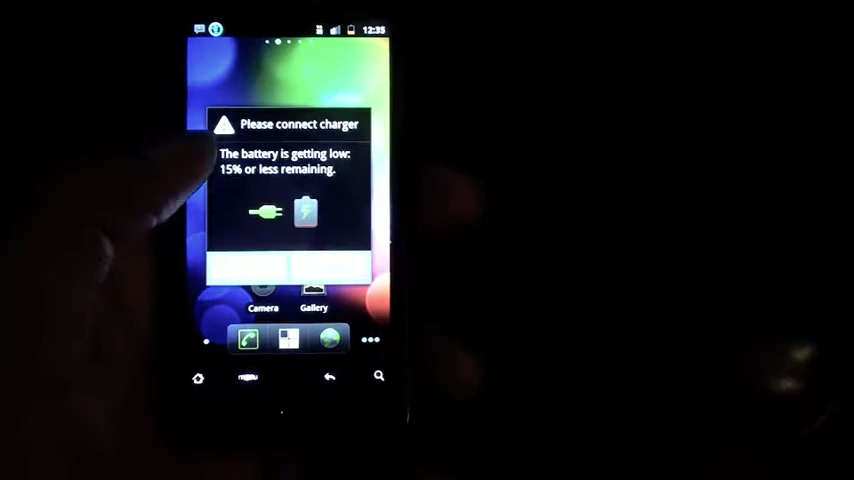 12:35
Please connect charger
The battery is getting low:
15% or less remaining.
Camera Gallery
menu